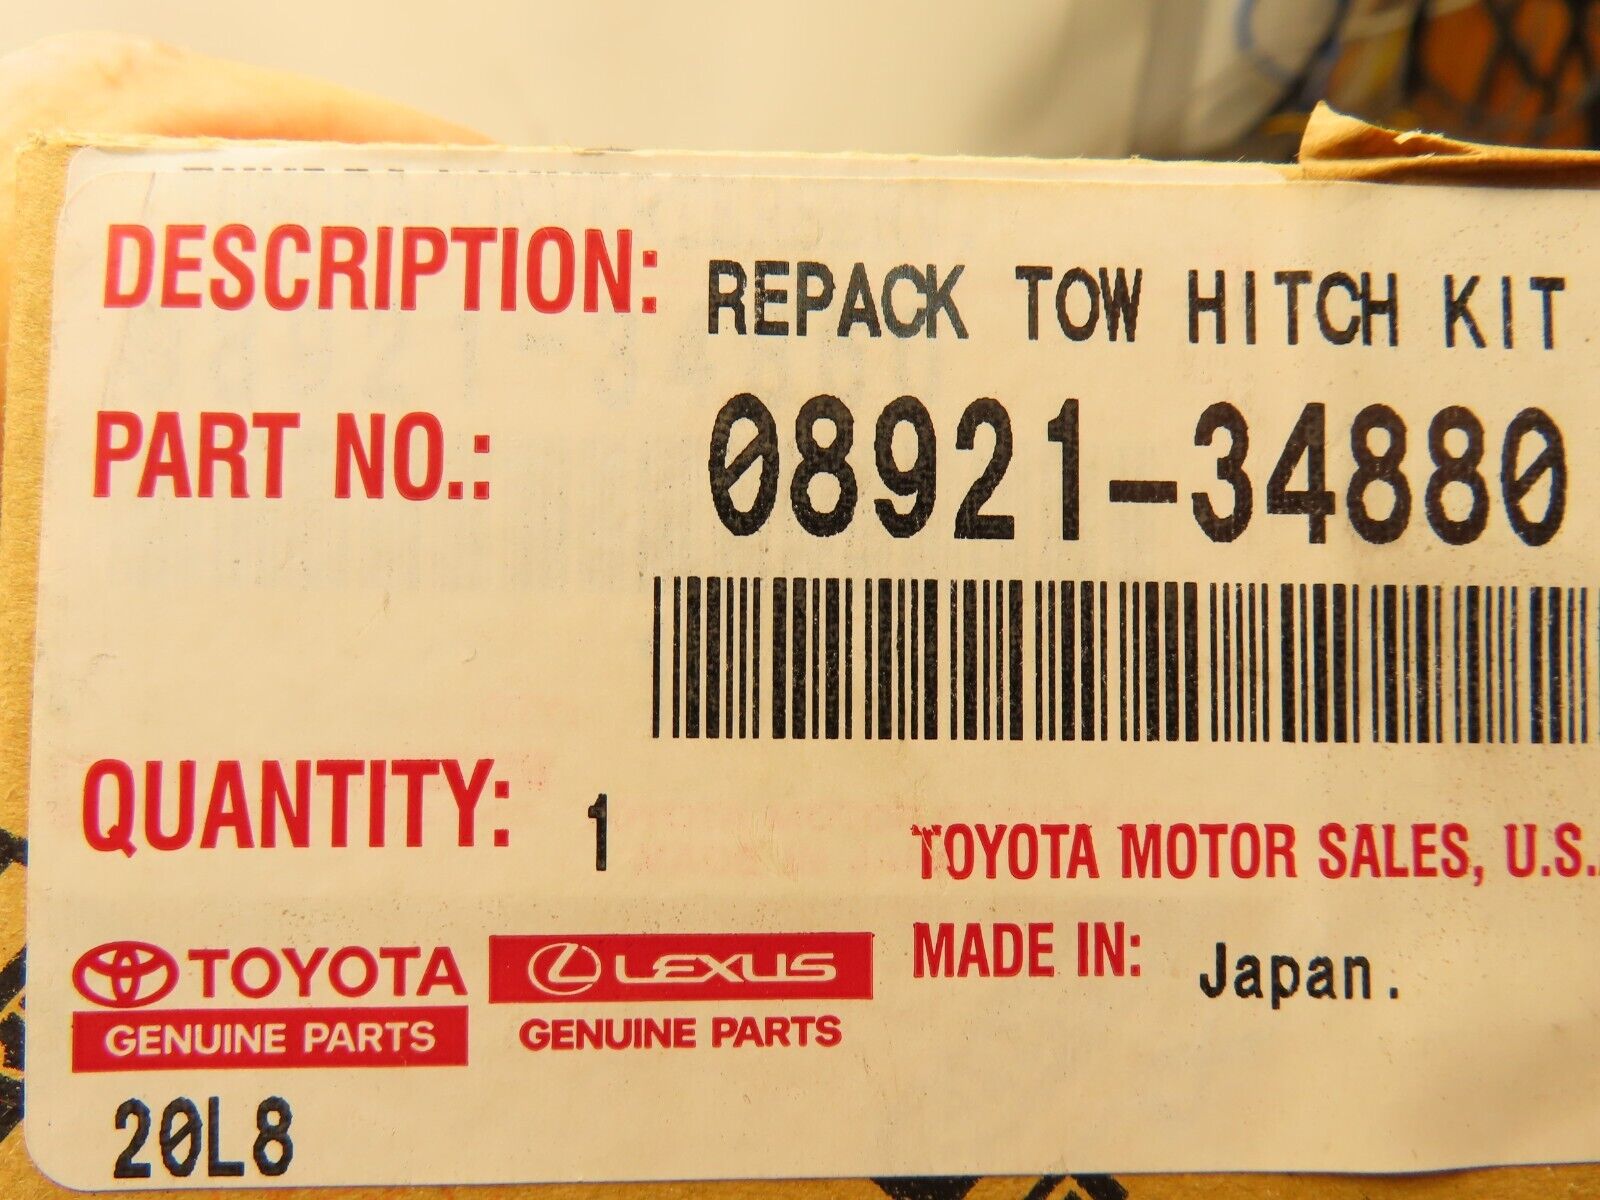 DESCRIPTION: REPACK TOW HITCH KIT
PART NO.: 08921-34880
QUANTITY: 1
TOYOTA MOTOR SALES, U.S.
MADE IN: Japan.
TOYOTA
GENUINE PARTS
LEXUS
GENUINE PARTS
20L8